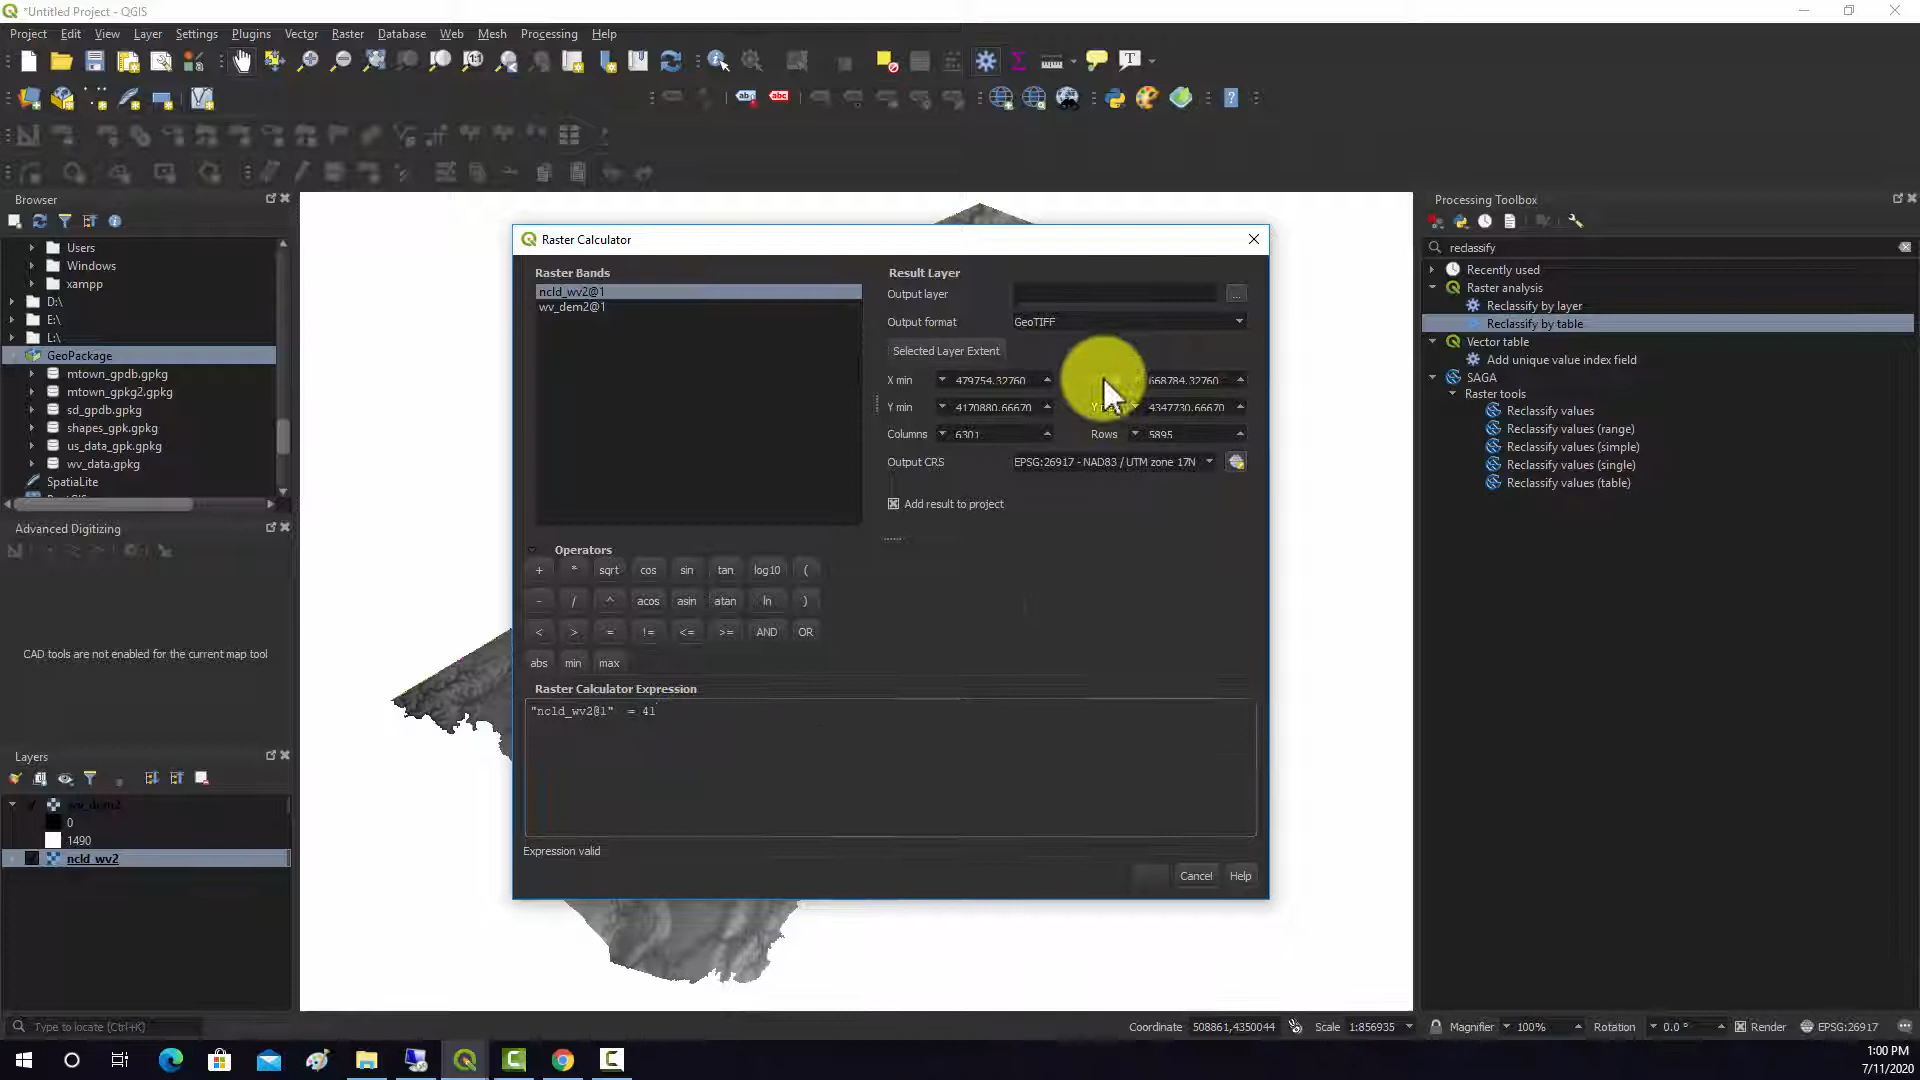 *Untitled Project - QGIS
Project Edit View Layer Settings Plugins Vector Raster Database Web Mesh Processing Help
Browser
Users
Windows
xampp
D:\
E:\
L:\
GeoPackage
mtown_gpdb.gpkg
mtown_gpkg2.gpkg
sd_gpdb.gpkg
shapes_gpk.gpkg
us_data_gpk.gpkg
wv_data.gpkg
SpatiaLite
Advanced Digitizing
CAD tools are not enabled for the current map tool
Layers
wv_dem2
0
1490
ncld_wv2
Type to locate (Ctrl+K)
Raster Calculator
Raster Bands
ncld_wv2@1
wv_dem2@1
Result Layer
Output layer ...
Output format GeoTIFF
Selected Layer Extent
X min 479754.32760 668784.32760
Y min 4170880.66670 4347730.66670
Columns 6301 Rows 5895
Output CRS EPSG:26917 - NAD83 / UTM zone 17N
Add result to project
Operators
+ * sqrt cos sin tan log10 (
- / ^ acos asin atan ln )
< > = != <= >= AND OR
abs min max
Raster Calculator Expression
"ncld_wv2@1" = 41
Expression valid
Cancel Help
Processing Toolbox
reclassify
Recently used
Raster analysis
Reclassify by layer
Reclassify by table
Vector table
Add unique value index field
SAGA
Raster tools
Reclassify values
Reclassify values (range)
Reclassify values (simple)
Reclassify values (single)
Reclassify values (table)
Coordinate 508861,4350044 Scale 1:856935 Magnifier 100% Rotation 0.0 ° Render EPSG:26917
1:00 PM
7/11/2020